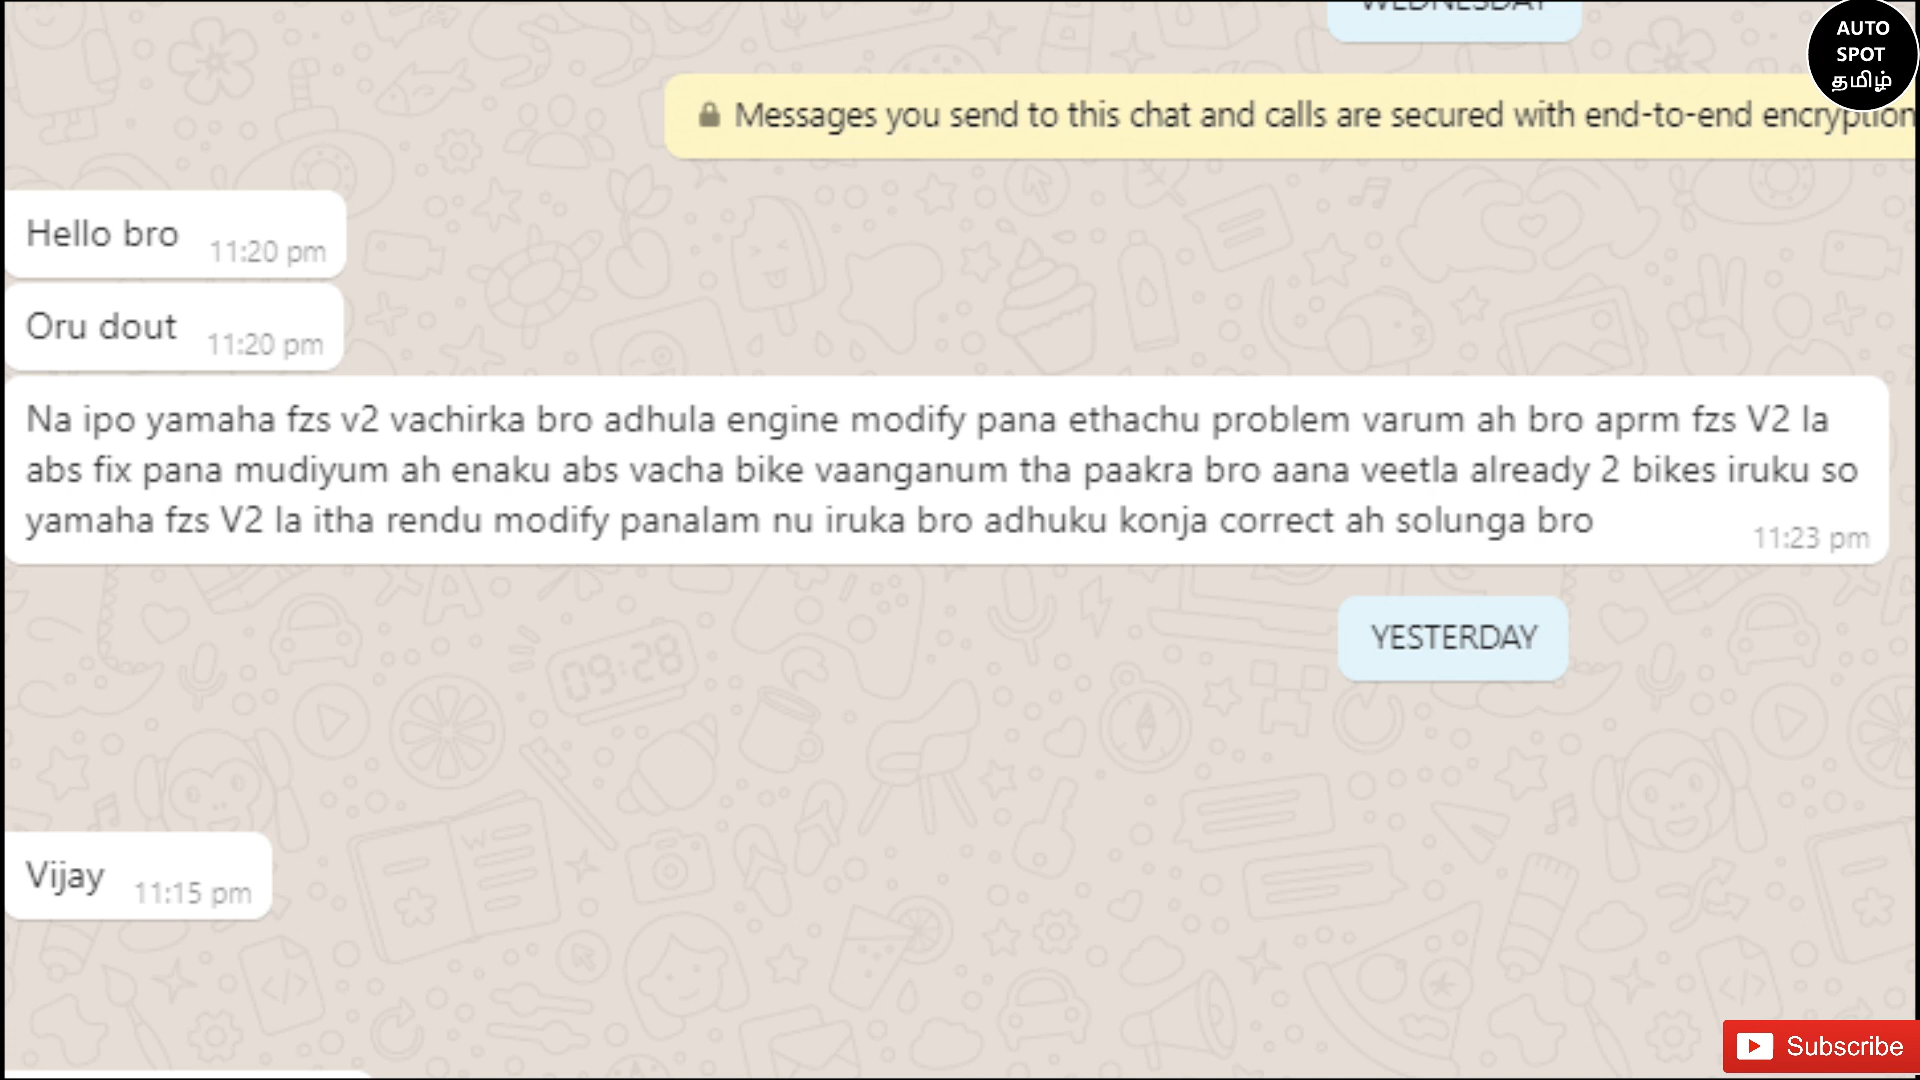 WEDNESDAY
AUTO
SPOT
தமிழ்
Messages you send to this chat and calls are secured with end-to-end encryption
Hello bro 11:20 pm
Oru dout 11:20 pm
Na ipo yamaha fzs v2 vachirka bro adhula engine modify pana ethachu problem varum ah bro aprm fzs V2 la
abs fix pana mudiyum ah enaku abs vacha bike vaanganum tha paakra bro aana veetla already 2 bikes iruku so
yamaha fzs V2 la itha rendu modify panalam nu iruka bro adhuku konja correct ah solunga bro 11:23 pm
YESTERDAY
09:28
Vijay 11:15 pm
Subscribe